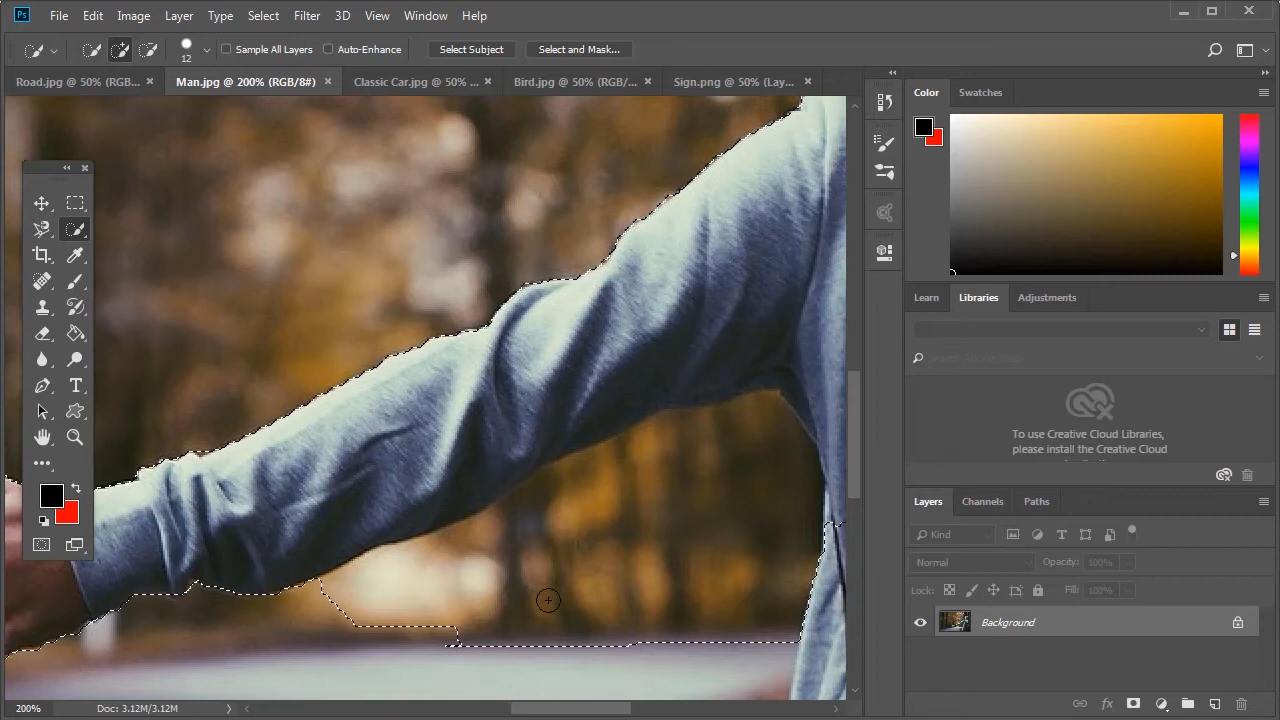 Ps File Edit Image Layer Type Select Filter 3D View Window Help
12 Sample All Layers Auto-Enhance Select Subject Select and Mask...
Road.jpg @ 50% (RGB... Man.jpg @ 200% (RGB/8#) Classic Car.jpg @ 50% ... Bird.jpg @ 50% (RGB/... Sign.png @ 50% (Lay...
Color Swatches
Learn Libraries Adjustments
To use Creative Cloud Libraries,
please install the Creative Cloud
Layers Channels Paths
Kind
Normal Opacity: 100%
Lock: Fill: 100%
Background
200% Doc: 3.12M/3.12M